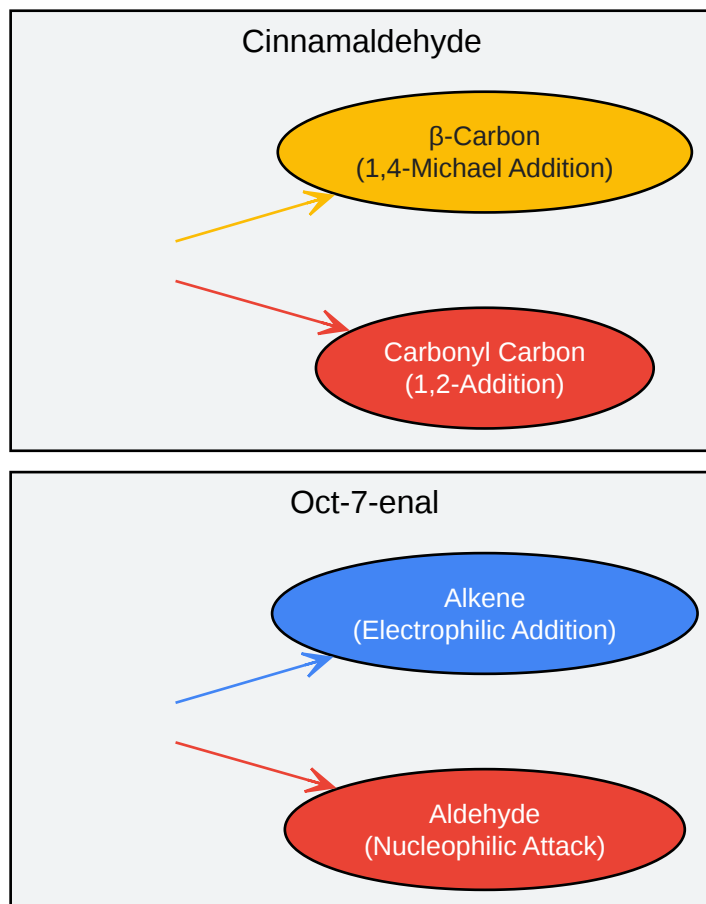 Cinnamaldehyde
β-Carbon
(1,4-Michael Addition)
Carbonyl Carbon
(1,2-Addition)
Oct-7-enal
Alkene
(Electrophilic Addition)
Aldehyde
(Nucleophilic Attack)